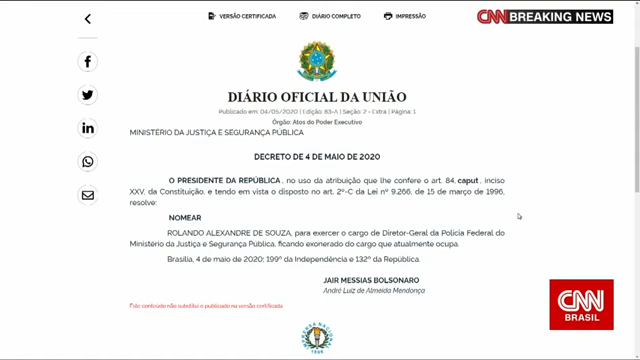 VERSÃO CERTIFICADA
DIÁRIO COMPLETO
IMPRESSÃO
CNN BREAKING NEWS
DIÁRIO OFICIAL DA UNIÃO
Publicado em: 04/05/2020 | Edição: 83-A | Seção: 2 - Extra | Página: 1
Órgão: Atos do Poder Executivo
MINISTÉRIO DA JUSTIÇA E SEGURANÇA PÚBLICA
DECRETO DE 4 DE MAIO DE 2020
O PRESIDENTE DA REPÚBLICA, no uso da atribuição que lhe confere o art. 84, caput, inciso
XXV, da Constituição, e tendo em vista o disposto no art. 2º-C da Lei nº 9.266, de 15 de março de 1996,
resolve:
NOMEAR
ROLANDO ALEXANDRE DE SOUZA, para exercer o cargo de Diretor-Geral da Polícia Federal do
Ministério da Justiça e Segurança Pública, ficando exonerado do cargo que atualmente ocupa.
Brasília, 4 de maio de 2020; 199º da Independência e 132º da República.
JAIR MESSIAS BOLSONARO
André Luiz de Almeida Mendonça
Este conteúdo não substitui o publicado na versão certificada
CNN
BRASIL